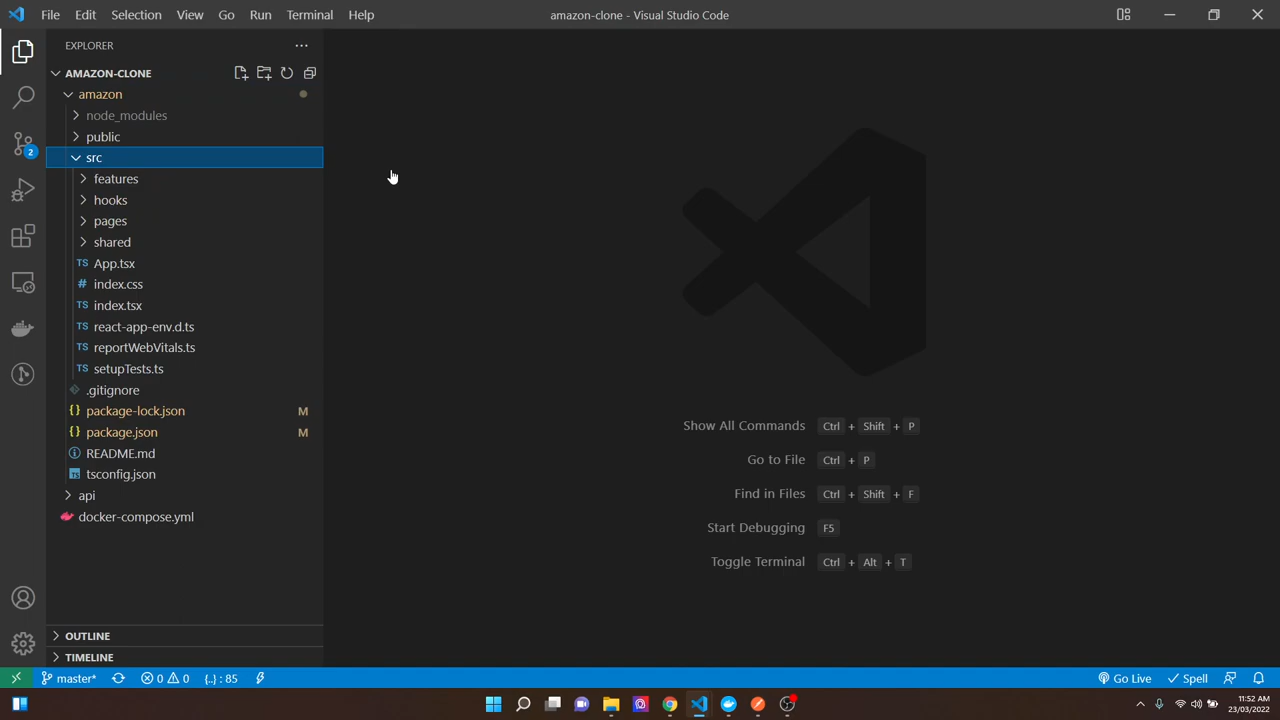 File Edit Selection View Go Run Terminal Help amazon-clone - Visual Studio Code
EXPLORER
AMAZON-CLONE
amazon
node_modules
public
src
features
hooks
pages
shared
TS App.tsx
# index.css
TS index.tsx
TS react-app-env.d.ts
TS reportWebVitals.ts
TS setupTests.ts
.gitignore
{} package-lock.json M
{} package.json M
README.md
TS tsconfig.json
api
docker-compose.yml
2
Show All Commands Ctrl + Shift + P
Go to File Ctrl + P
Find in Files Ctrl + Shift + F
Start Debugging F5
Toggle Terminal Ctrl + Alt + T
OUTLINE
TIMELINE
master* 0 0 {..} : 85 Go Live Spell
11:52 AM
23/03/2022